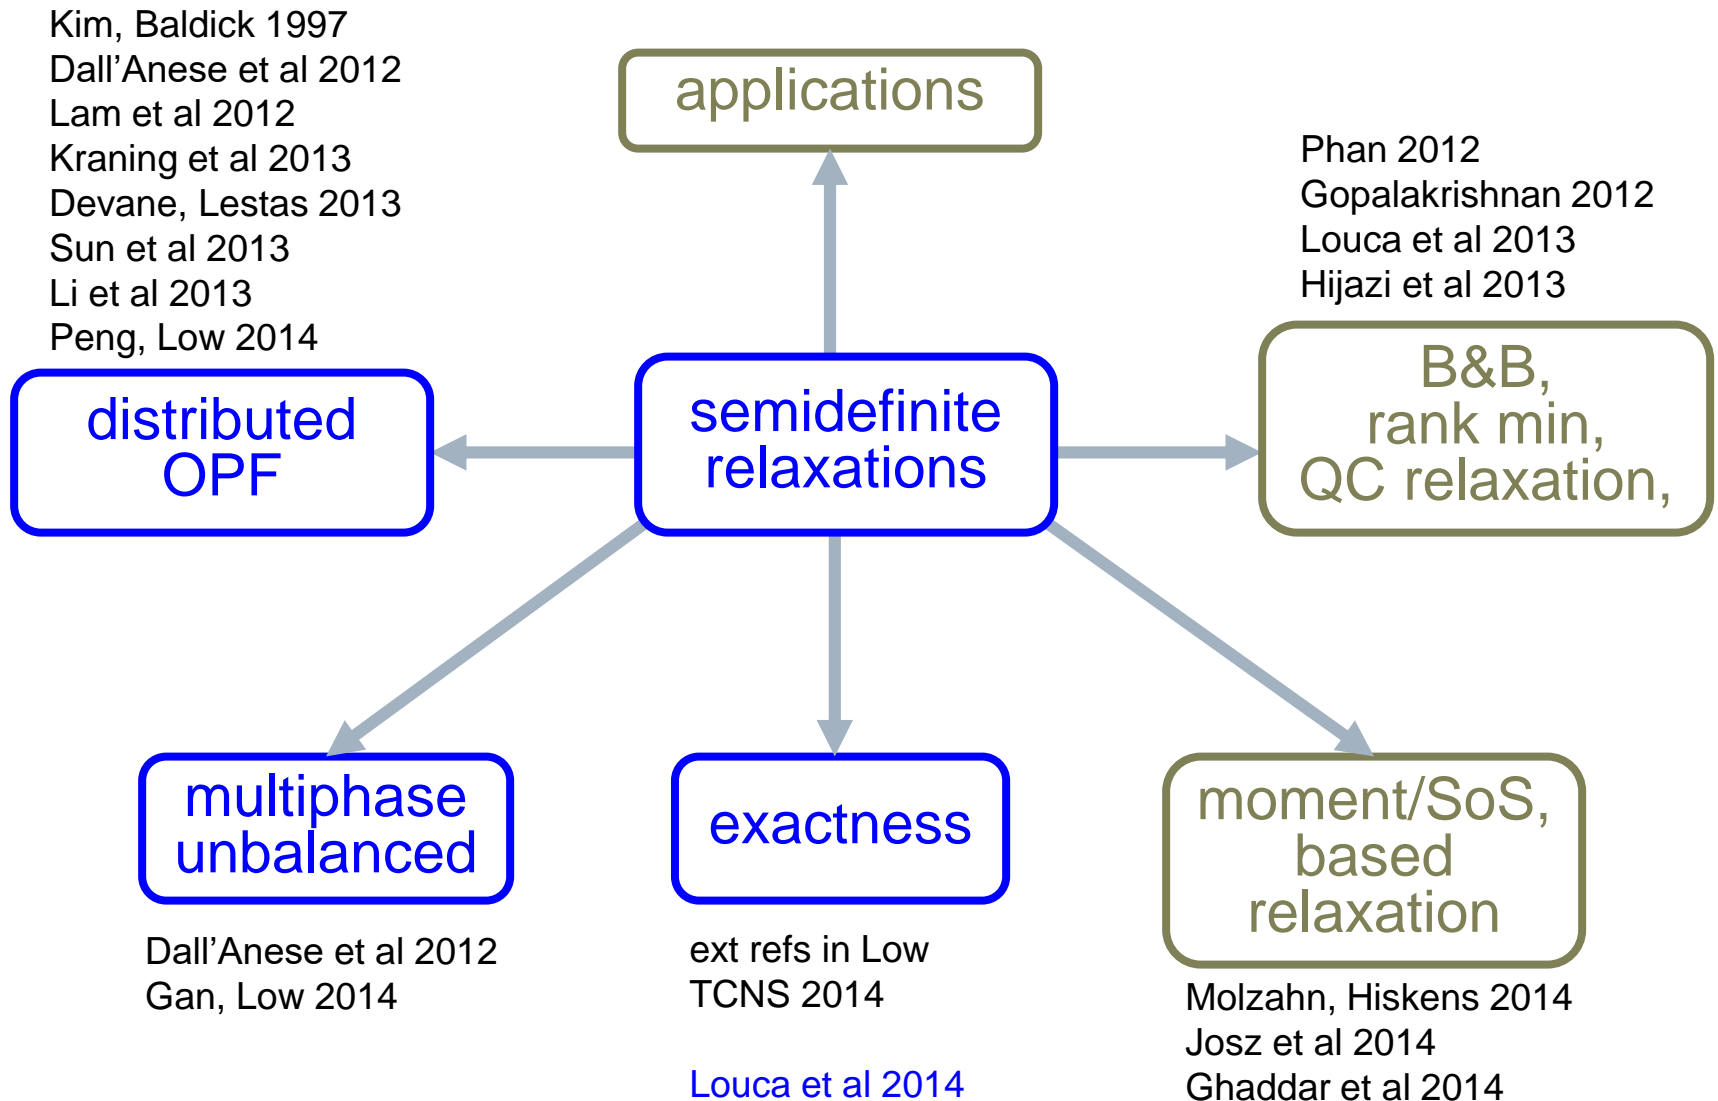 Kim, Baldick 1997
Dall’Anese et al 2012
Lam et al 2012
Kraning et al 2013
Devane, Lestas 2013
Sun et al 2013
Li et al 2013
Peng, Low 2014
applications
Phan 2012
Gopalakrishnan 2012
Louca et al 2013
Hijazi et al 2013
distributed
OPF
semidefinite
relaxations
B&B,
rank min,
QC relaxation,
multiphase
unbalanced
exactness
moment/SoS,
based
relaxation
Dall’Anese et al 2012
Gan, Low 2014
ext refs in Low
TCNS 2014
Louca et al 2014
Molzahn, Hiskens 2014
Josz et al 2014
Ghaddar et al 2014